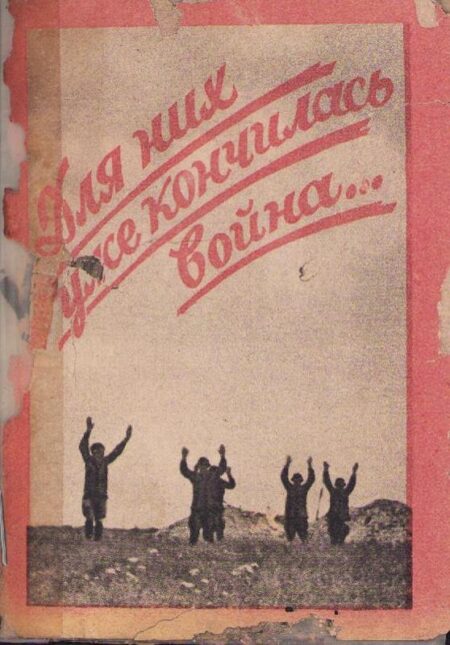 Для них
уже кончилась
война...